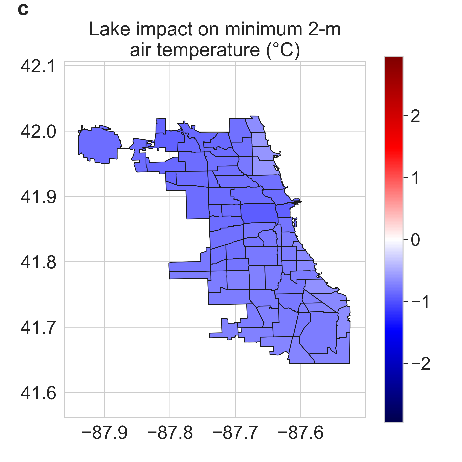 c
Lake impact on minimum 2-m
air temperature (°C)
42.1
42.0
41.9
41.8
41.7
41.6
−87.9 −87.8 −87.7 −87.6
2
1
0
−1
−2